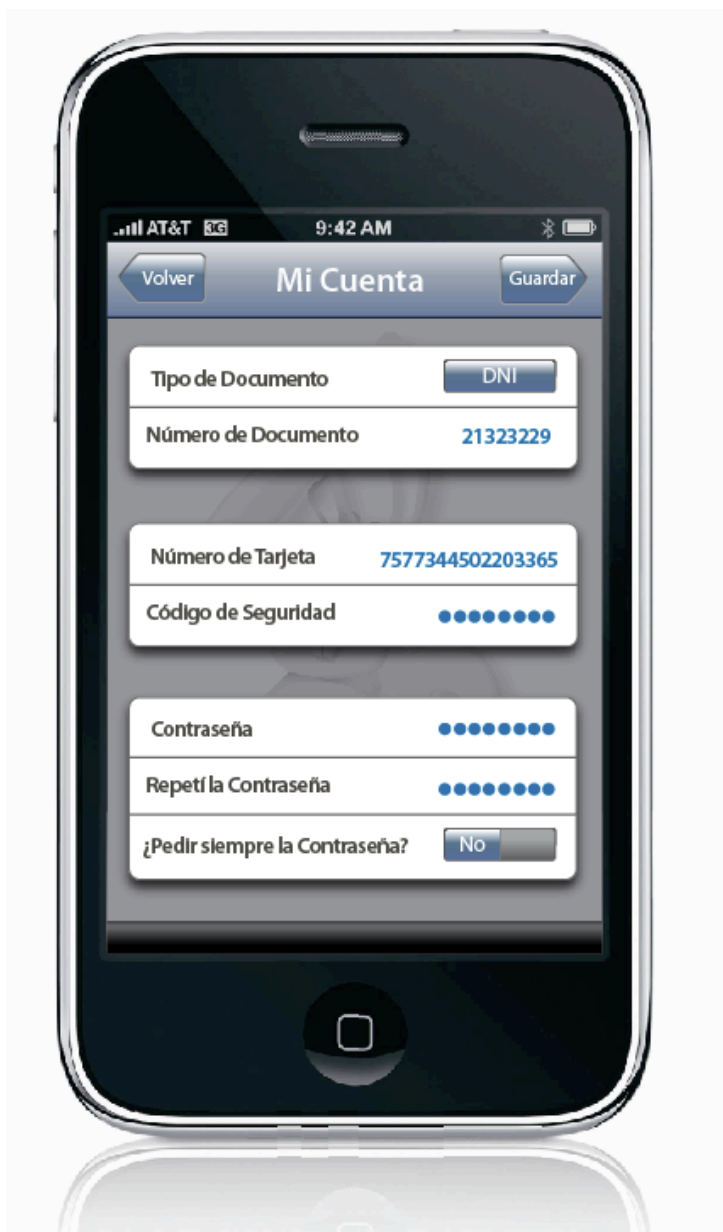 AT&T 3G 9:42 AM
Volver Mi Cuenta Guardar
Tipo de Documento DNI
Número de Documento 21323229
Número de Tarjeta 7577344502203365
Código de Seguridad ••••••••
Contraseña ••••••••
Repetí la Contraseña ••••••••
¿Pedir siempre la Contraseña? No